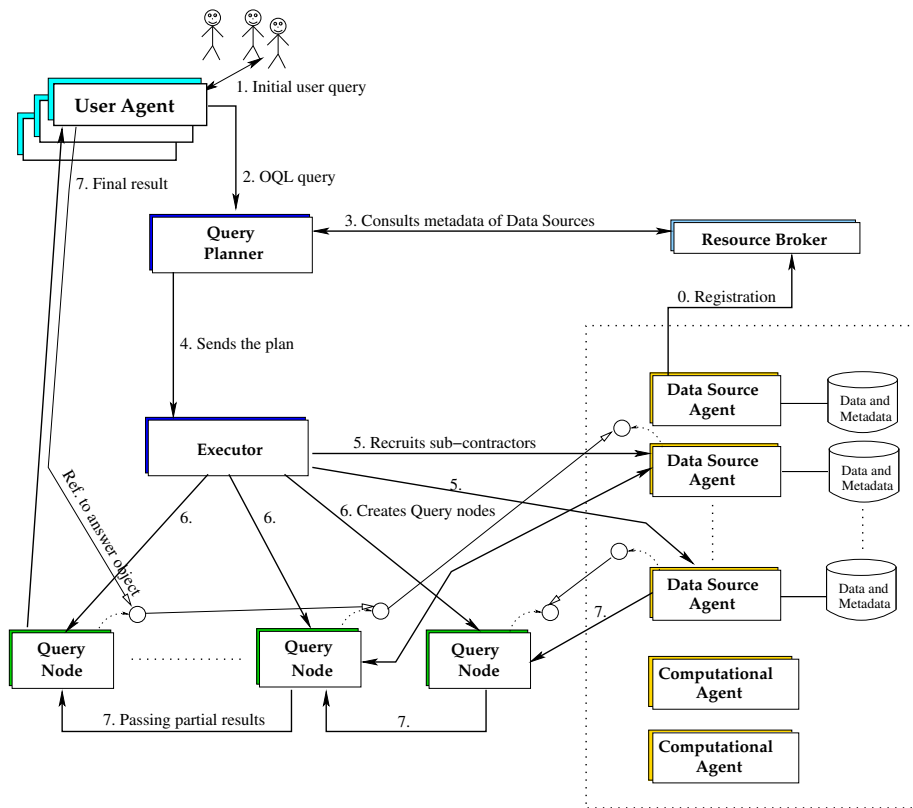 1. Initial user query
User Agent
7. Final result
2. OQL query
3. Consults metadata of Data Sources
Query
Planner
Resource Broker
0. Registration
4. Sends the plan
Data Source
Agent
Data and
Metadata
Executor
5. Recruits sub−contractors
Data Source
Agent
Data and
Metadata
5.
Ref. to answer object
6.
6.
6. Creates Query nodes
Data Source
Agent
Data and
Metadata
7.
Query
Node
Query
Node
Query
Node
Computational
Agent
7. Passing partial results
7.
Computational
Agent